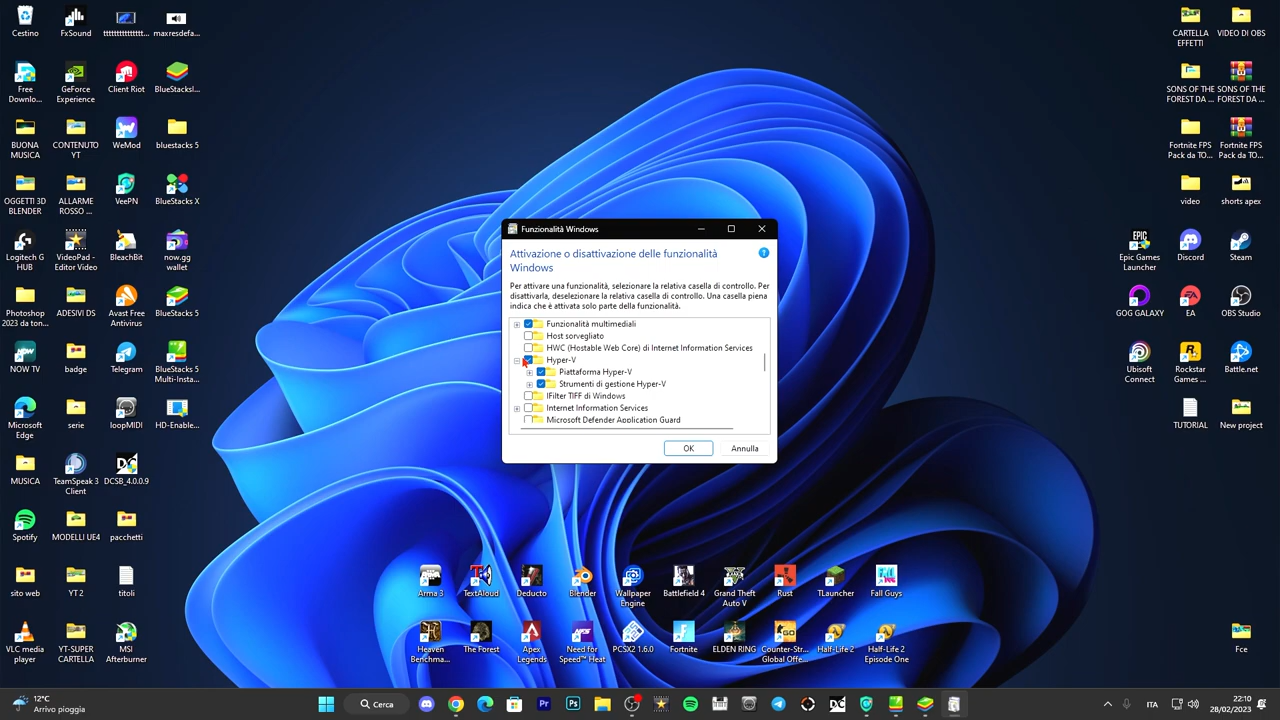 Cestino
FxSound
tttttttttttttttt...
maxresdefa...
Free Downlo...
GeForce Experience
Client Riot
BlueStacksI...
BUONA MUSICA
CONTENUTO YT
WeMod
bluestacks 5
OGGETTI 3D BLENDER
ALLARME ROSSO ...
VeePN
BlueStacks X
Logitech G HUB
VideoPad - Editor Video
BleachBit
now.gg wallet
Photoshop 2023 da ton...
ADESIVI DS
Avast Free Antivirus
BlueStacks 5
NOW TV
badge
LatencyMon
BlueStacks 5 Multi-Insta...
Microsoft Edge
serie
loopMIDI
HD-Enable...
MUSICA
TeamSpeak 3 Client
DCSB_4.0.0.9
Spotify
MODELLI UE4
pacchetti
sito web
YT 2
titoli
VLC media player
YT-SUPER CARTELLA
MSI Afterburner
Funzionalità Windows
Attivazione o disattivazione delle funzionalità
Windows
Per attivare una funzionalità, selezionare la relativa casella di controllo. Per
disattivarla, deselezionare la relativa casella di controllo. Una casella piena
indica che è attivata solo parte della funzionalità.
Funzionalità multimediali
Host sorvegliato
HWC (Hostable Web Core) di Internet Information Services
Hyper-V
Piattaforma Hyper-V
Strumenti di gestione Hyper-V
IFilter TIFF di Windows
Internet Information Services
Microsoft Defender Application Guard
OK
Annulla
CARTELLA EFFETTI
VIDEO DI OBS
SONS OF THE FOREST DA ...
SONS OF THE FOREST DA ...
Fortnite FPS Pack da TO...
Fortnite FPS Pack da TO...
video
shorts apex
Epic Games Launcher
Discord
Steam
GOG GALAXY
EA
OBS Studio
Ubisoft Connect
Rockstar Games ...
Battle.net
TUTORIAL
New project
Arma 3
TextAloud
Deducto
Blender
Wallpaper Engine
Battlefield 4
Grand Theft Auto V
Rust
TLauncher
Fall Guys
Heaven Benchma...
The Forest
Apex Legends
Need for Speed™ Heat
PCSX2 1.6.0
Fortnite
ELDEN RING
Counter-Str... Global Offe...
Half-Life 2
Half-Life 2 Episode One
Fce
12°C
Arrivo pioggia
Cerca
ITA
22:10
28/02/2023